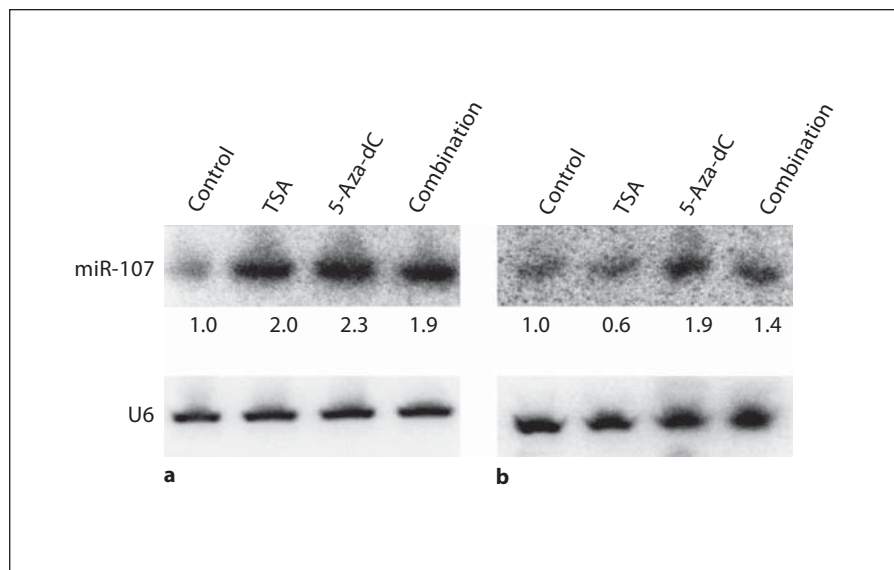 Control TSA 5-Aza-dC Combination Control TSA 5-Aza-dC Combination
miR-107
1.0 2.0 2.3 1.9 1.0 0.6 1.9 1.4
U6
a b